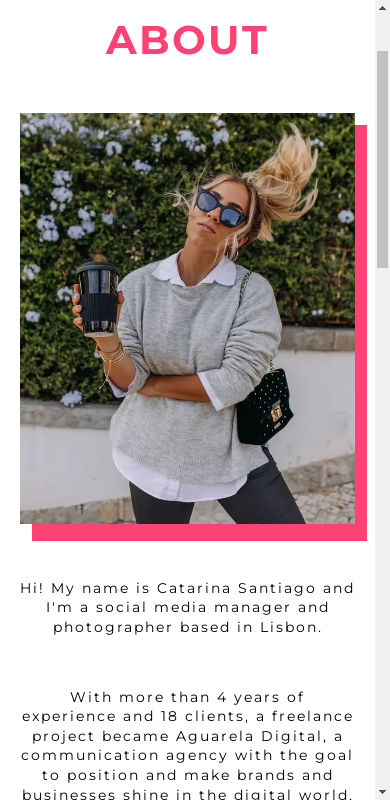 ABOUT
Hi! My name is Catarina Santiago and
I'm a social media manager and
photographer based in Lisbon.
With more than 4 years of
experience and 18 clients, a freelance
project became Aguarela Digital, a
communication agency with the goal
to position and make brands and
businesses shine in the digital world.